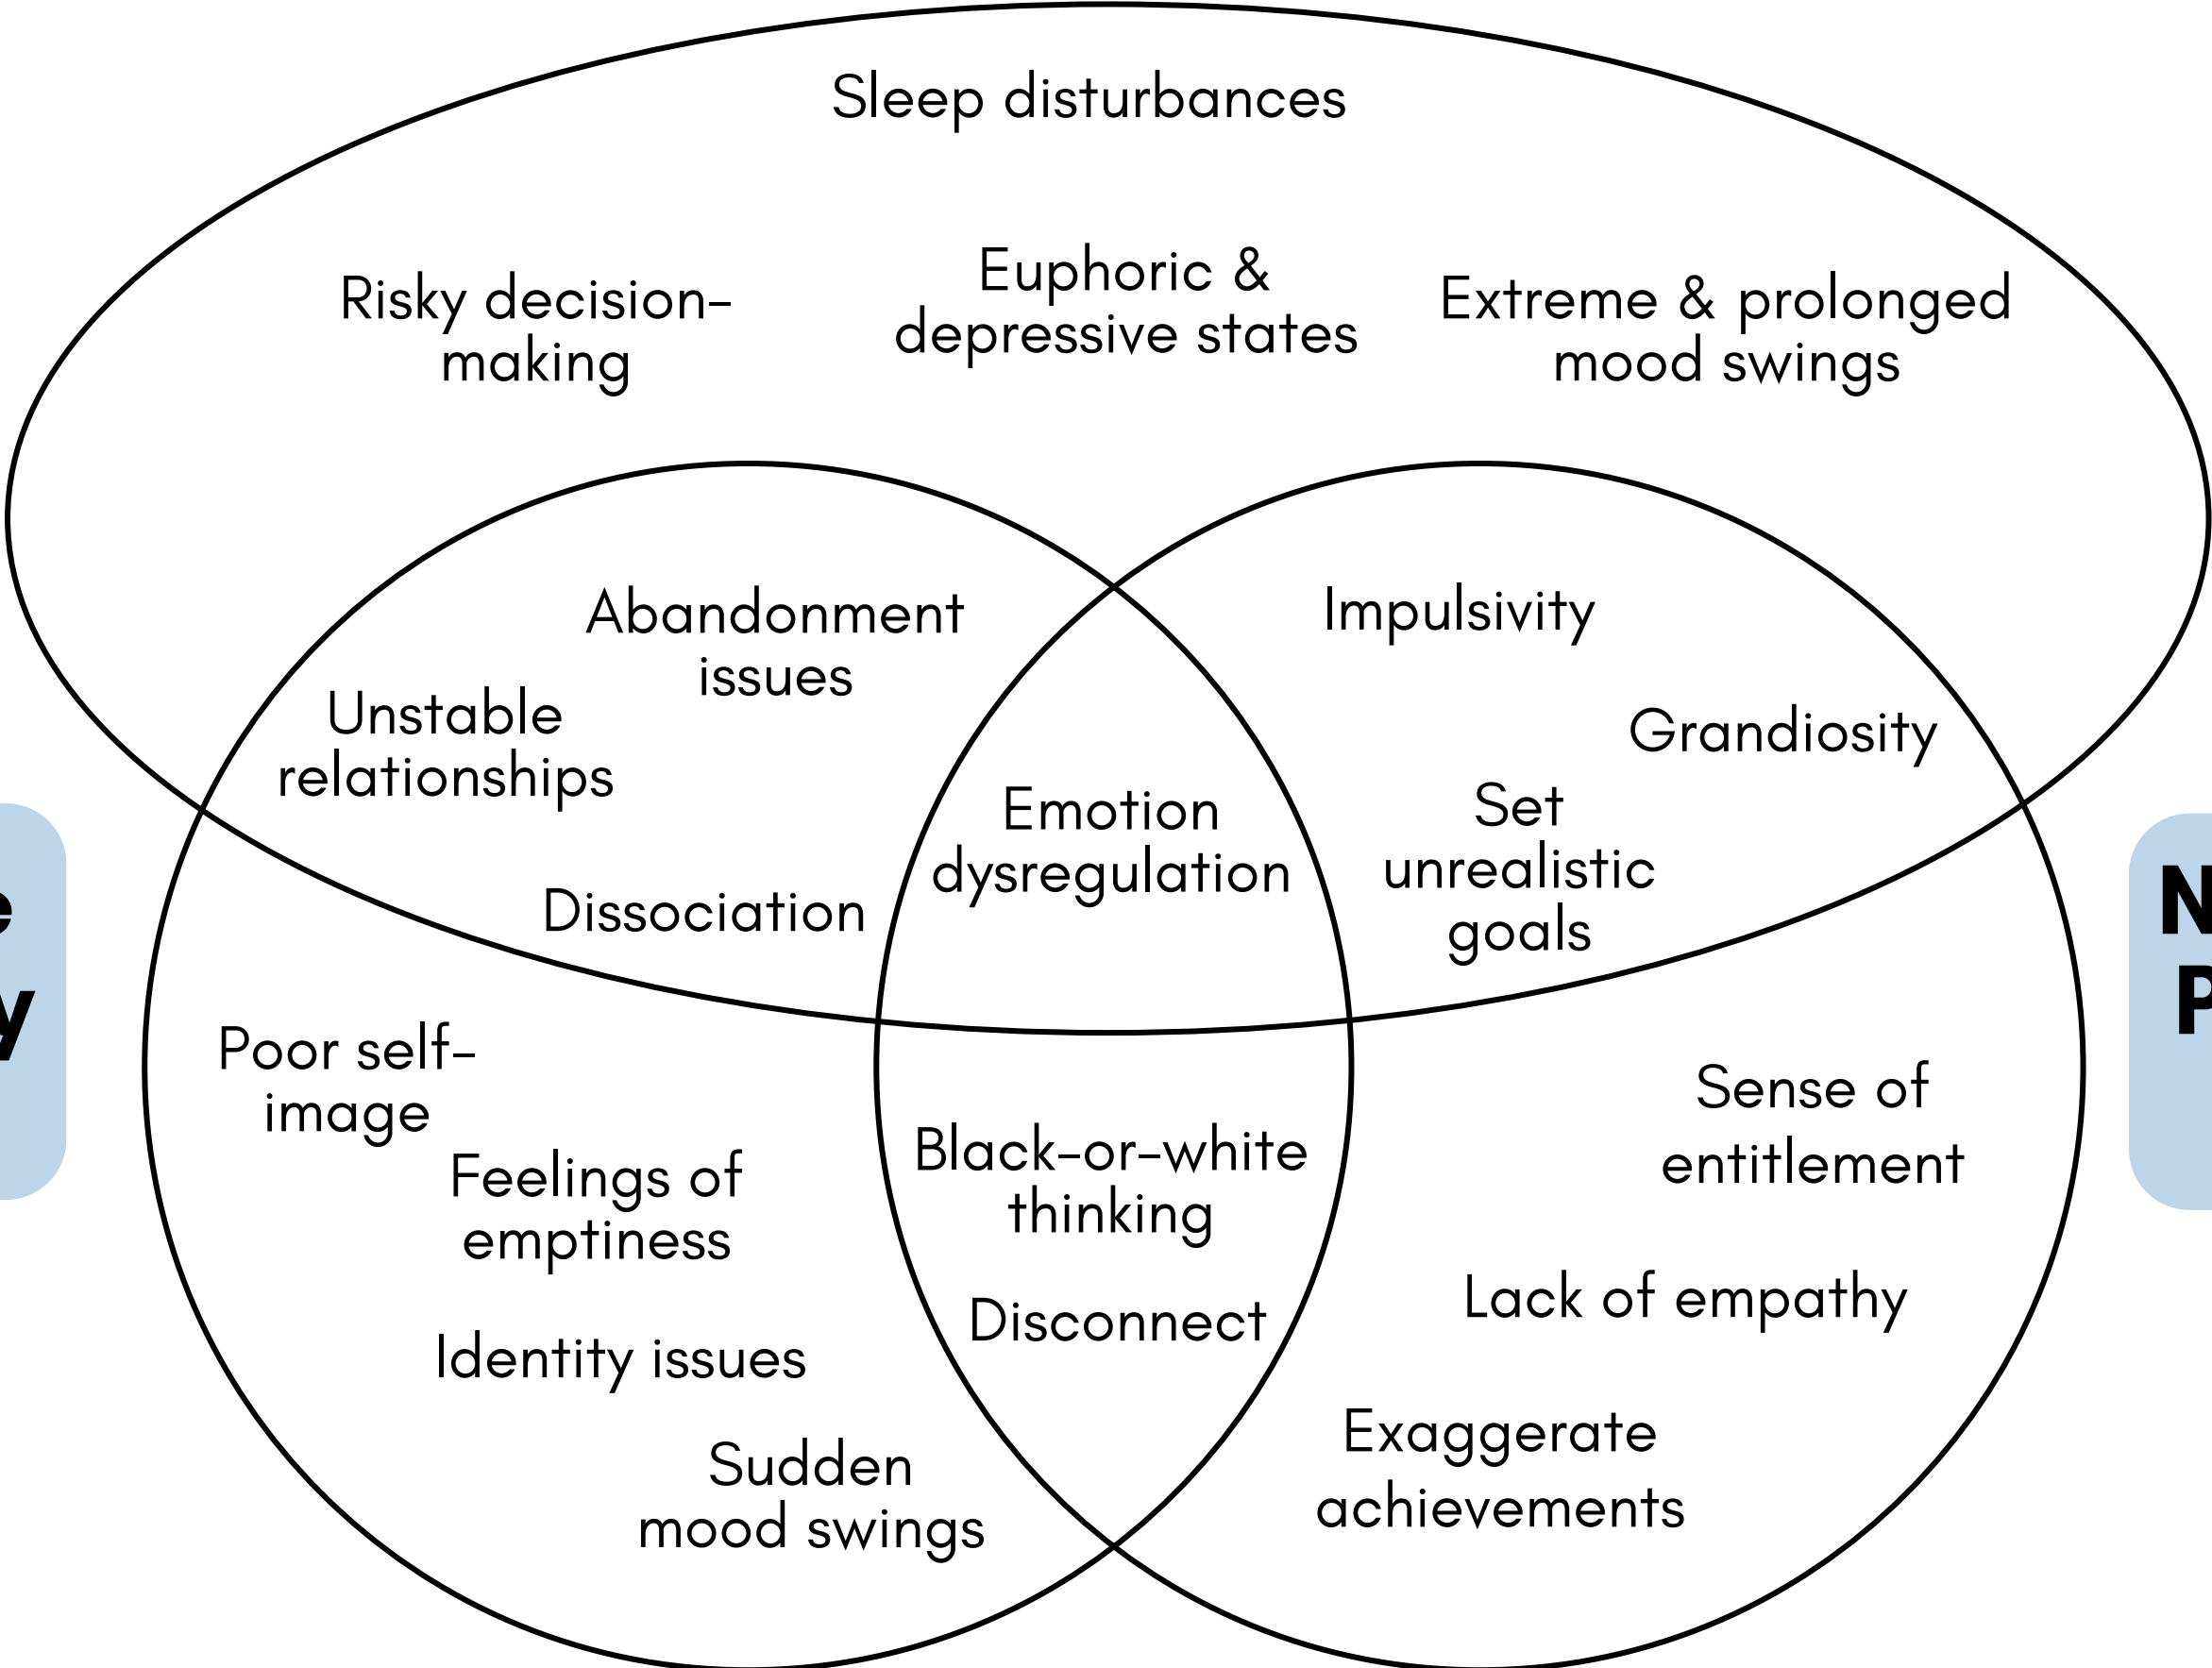 Sleep disturbances
Risky decision-
making
Euphoric &
depressive states
Extreme & prolonged
mood swings
Abandonment
issues
Unstable
relationships
Dissociation
Impulsivity
Grandiosity
Set
unrealistic
goals
Emotion
dysregulation
e
y
N
P
Poor self-
image
Feelings of
emptiness
Identity issues
Sudden
mood swings
Black-or-white
thinking
Disconnect
Sense of
entitlement
Lack of empathy
Exaggerate
achievements